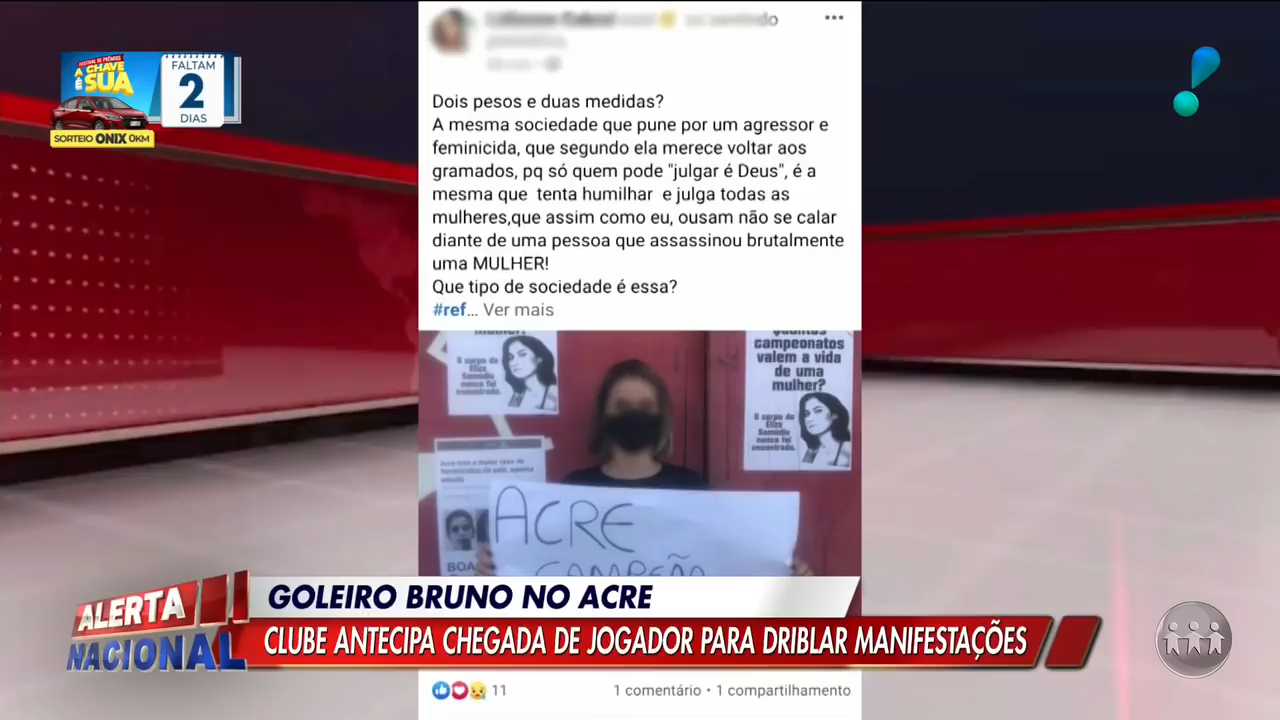 FESTIVAL DE PRÊMIOS
A CHAVE
É SUA
SORTEIO ONIX 0KM
FALTAM
2
DIAS
Dois pesos e duas medidas?
A mesma sociedade que pune por um agressor e
feminicida, que segundo ela merece voltar aos
gramados, pq só quem pode "julgar é Deus", é a
mesma que tenta humilhar e julga todas as
mulheres,que assim como eu, ousam não se calar
diante de uma pessoa que assassinou brutalmente
uma MULHER!
Que tipo de sociedade é essa?
#ref... Ver mais
mulher?
O corpo de
Eliza
Samudio
nunca foi
encontrado.
Quantos
campeonatos
valem a vida
de uma
mulher?
O corpo de
Eliza
Samudio
nunca foi
encontrado.
BOA
ACRE
CAMPEÃO
GOLEIRO BRUNO NO ACRE
CLUBE ANTECIPA CHEGADA DE JOGADOR PARA DRIBLAR MANIFESTAÇÕES
ALERTA
NACIONAL
11
1 comentário • 1 compartilhamento